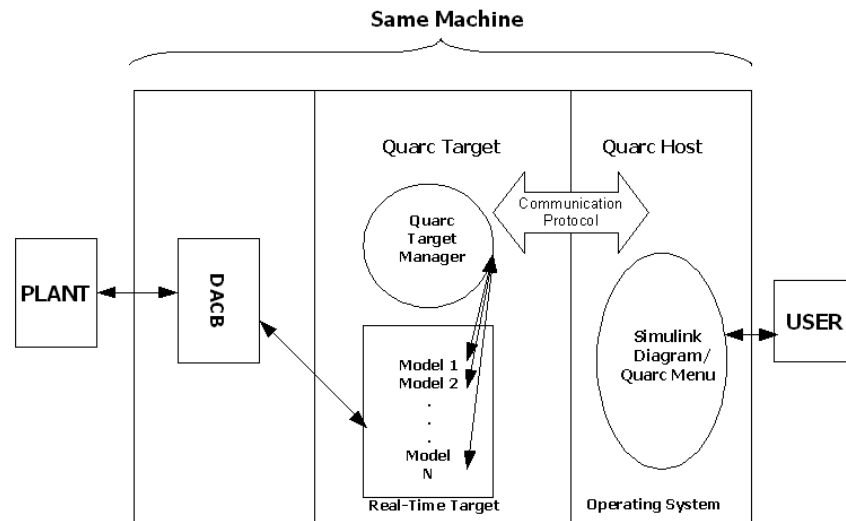 Same Machine
Quarc Target
Quarc Host
Communication
Protocol
Quarc
Target
Manager
PLANT
DACB
USER
Simulink
Diagram/
Quarc Menu
Model 1
Model 2
.
.
.
Model
N
Real-Time Target
Operating System